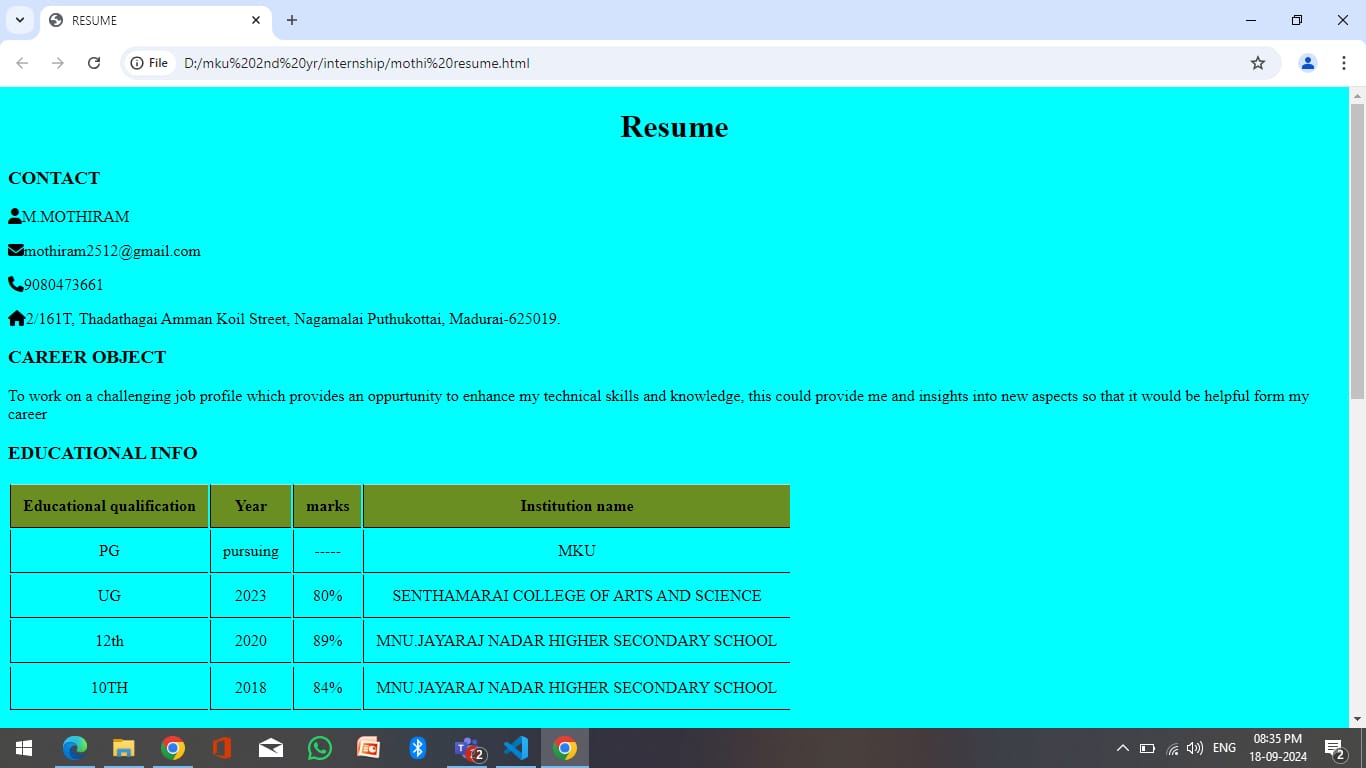 RESUME
File D:/mku%202nd%20yr/internship/mothi%20resume.html
Resume
CONTACT
M.MOTHIRAM
mothiram2512@gmail.com
9080473661
2/161T, Thadathagai Amman Koil Street, Nagamalai Puthukottai, Madurai-625019.
CAREER OBJECT
To work on a challenging job profile which provides an oppurtunity to enhance my technical skills and knowledge, this could provide me and insights into new aspects so that it would be helpful form my
career
EDUCATIONAL INFO
Educational qualification Year marks Institution name
PG pursuing ----- MKU
UG 2023 80% SENTHAMARAI COLLEGE OF ARTS AND SCIENCE
12th 2020 89% MNU.JAYARAJ NADAR HIGHER SECONDARY SCHOOL
10TH 2018 84% MNU.JAYARAJ NADAR HIGHER SECONDARY SCHOOL
2 ENG 08:35 PM 2
18-09-2024